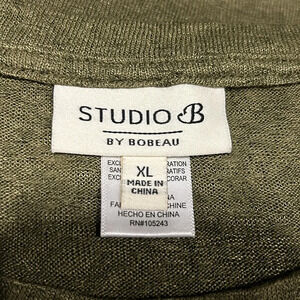 STUDIO B
BY BOBEAU
XL
MADE IN
CHINA
HECHO EN CHINA
RN#105243